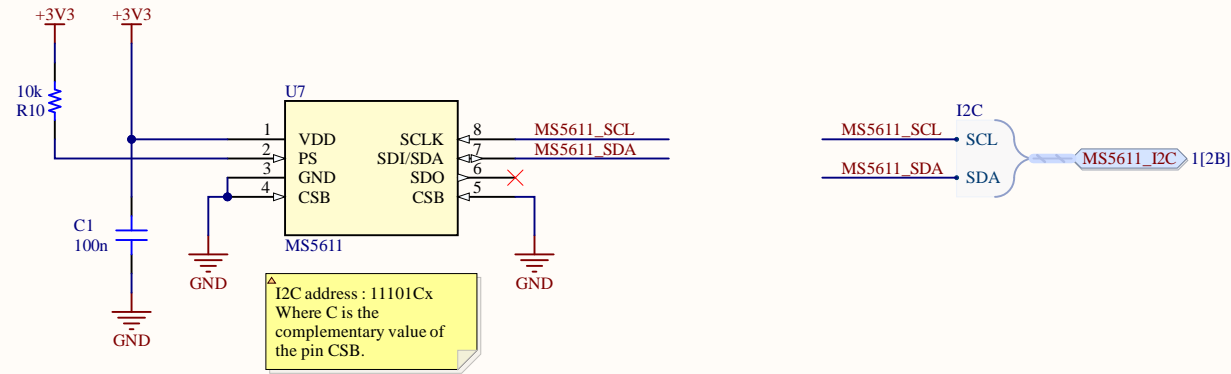 +3V3
+3V3
10k
R10
U7
1
VDD
2
PS
3
GND
4
CSB
SCLK
8
MS5611_SCL
SDI/SDA
7
MS5611_SDA
SDO
6
CSB
5
MS5611
C1
100n
GND
GND
GND
I2C address : 11101Cx
Where C is the
complementary value of
the pin CSB.
I2C
MS5611_SCL
SCL
MS5611_SDA
SDA
MS5611_I2C
1[2B]